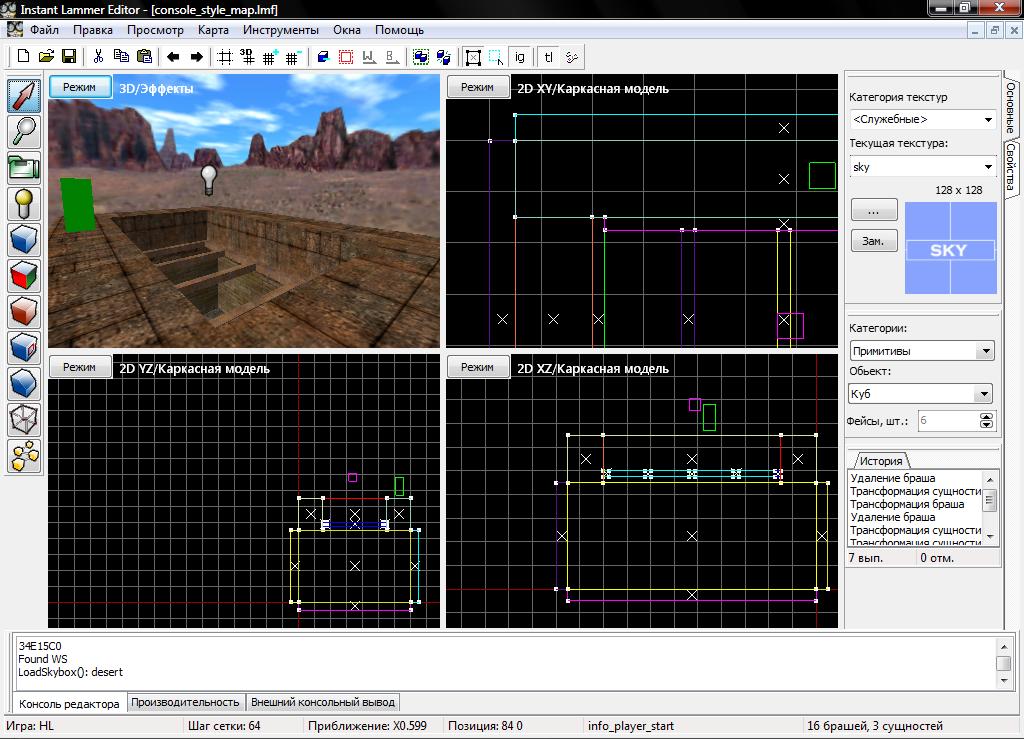 Instant Lammer Editor - [console_style_map.lmf]
Файл Правка Просмотр Карта Инструменты Окна Помощь
3D ig tl
Режим 3D/Эффекты
Режим 2D XY/Каркасная модель
Режим 2D YZ/Каркасная модель
Режим 2D XZ/Каркасная модель
Основные
Свойства
Категория текстур
<Служебные>
Текущая текстура:
sky
128 x 128
...
Зам.
SKY
Категории:
Примитивы
Обьект:
Куб
Фейсы, шт.: 6
История
Удаление браша
Трансформация сущности
Трансформация браша
Удаление браша
Трансформация сущности
Трансформация сущности
7 вып. 0 отм.
34E15C0
Found WS
LoadSkybox(): desert
Консоль редактора Производительность Внешний консольный вывод
Игра: HL Шаг сетки: 64 Приближение: X0.599 Позиция: 84 0 info_player_start 16 брашей, 3 сущностей